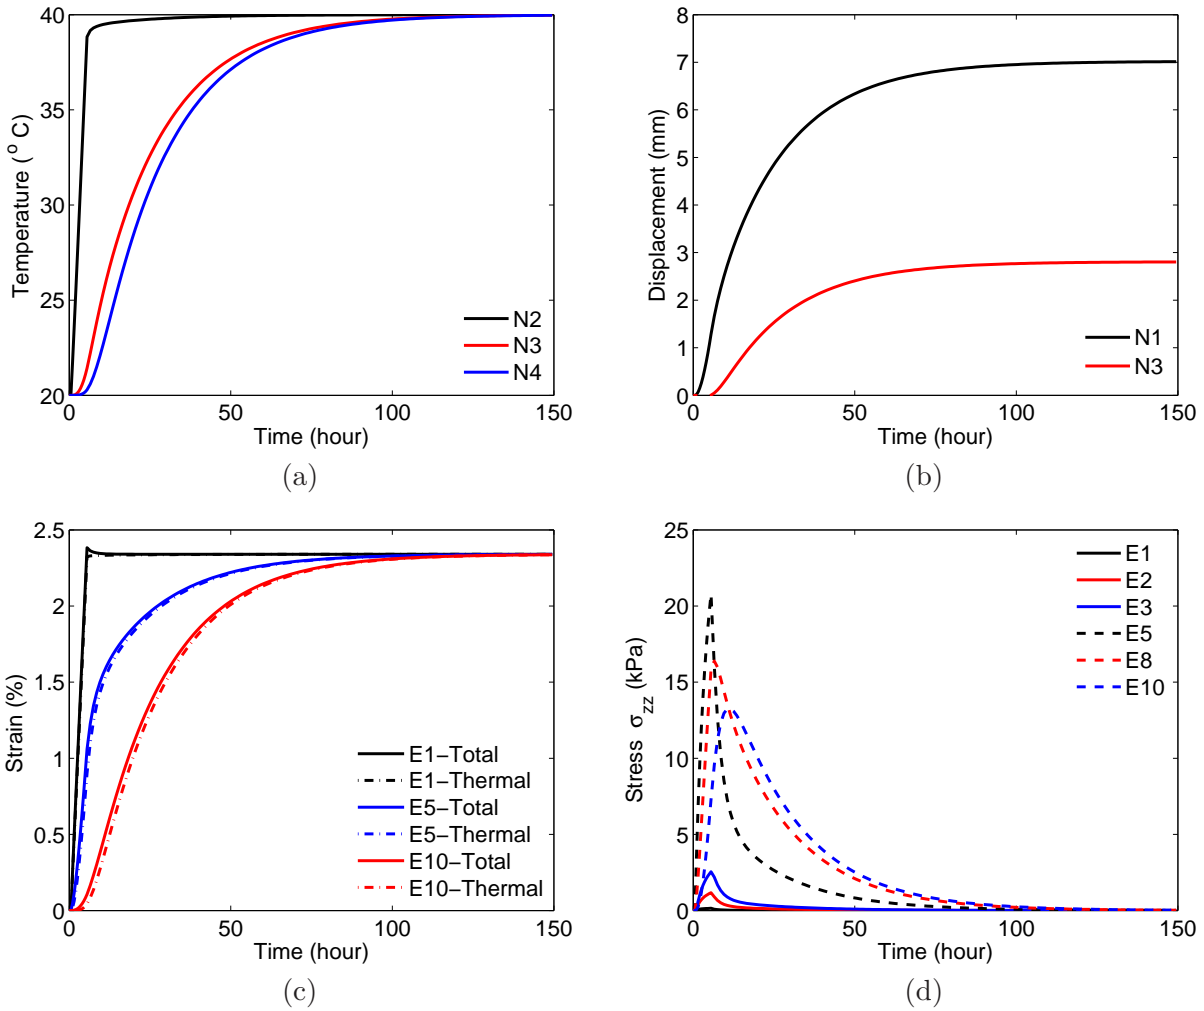 40
35
30
25
20
0
50
100
150
Temperature (° C)
Time (hour)
N2
N3
N4
(a)
8
7
6
5
4
3
2
1
0
0
50
100
150
Displacement (mm)
Time (hour)
N1
N3
(b)
2.5
2
1.5
1
0.5
0
0
50
100
150
Strain (%)
Time (hour)
E1−Total
E1−Thermal
E5−Total
E5−Thermal
E10−Total
E10−Thermal
(c)
25
20
15
10
5
0
0
50
100
150
Stress σzz (kPa)
Time (hour)
E1
E2
E3
E5
E8
E10
(d)